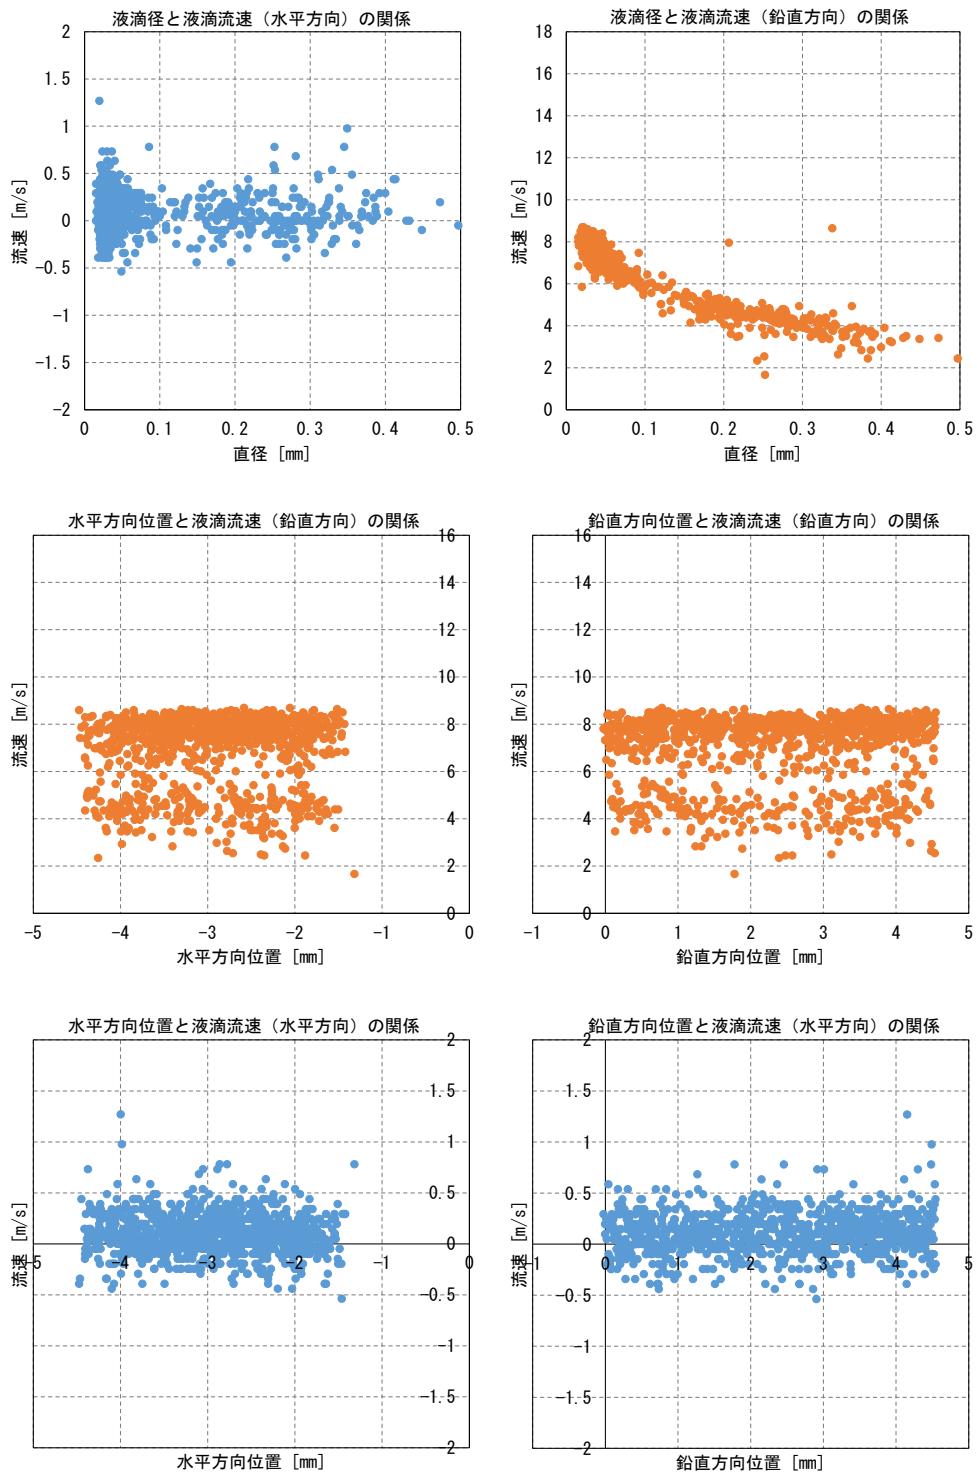 液滴径と液滴流速（水平方向）の関係
2
1.5
1
0.5
0
-0.5
-1
-1.5
-2
流速 [m/s]
0 0.1 0.2 0.3 0.4 0.5
直径 [mm]
液滴径と液滴流速（鉛直方向）の関係
18
16
14
12
10
8
6
4
2
0
流速 [m/s]
0 0.1 0.2 0.3 0.4 0.5
直径 [mm]
水平方向位置と液滴流速（鉛直方向）の関係
16
14
12
10
8
6
4
2
0
流速 [m/s]
-5 -4 -3 -2 -1 0
水平方向位置 [mm]
鉛直方向位置と液滴流速（鉛直方向）の関係
16
14
12
10
8
6
4
2
0
流速 [m/s]
-1 0 1 2 3 4 5
鉛直方向位置 [mm]
水平方向位置と液滴流速（水平方向）の関係
2
1.5
1
0.5
0
-0.5
-1
-1.5
-2
流速 [m/s]
-5 -4 -3 -2 -1 0
水平方向位置 [mm]
鉛直方向位置と液滴流速（水平方向）の関係
2
1.5
1
0.5
0
-0.5
-1
-1.5
-2
流速 [m/s]
-1 0 1 2 3 4 5
鉛直方向位置 [mm]